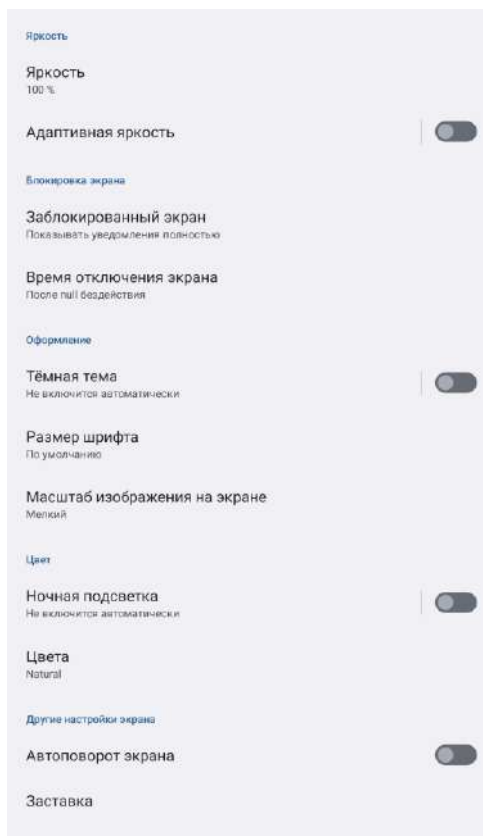 Яркость
Яркость
100 %
Адаптивная яркость
Блокировка экрана
Заблокированный экран
Показывать уведомления полностью
Время отключения экрана
После null бездействия
Оформление
Тёмная тема
Не включится автоматически
Размер шрифта
По умолчанию
Масштаб изображения на экране
Мелкий
Цвет
Ночная подсветка
Не включится автоматически
Цвета
Natural
Другие настройки экрана
Автоповорот экрана
Заставка